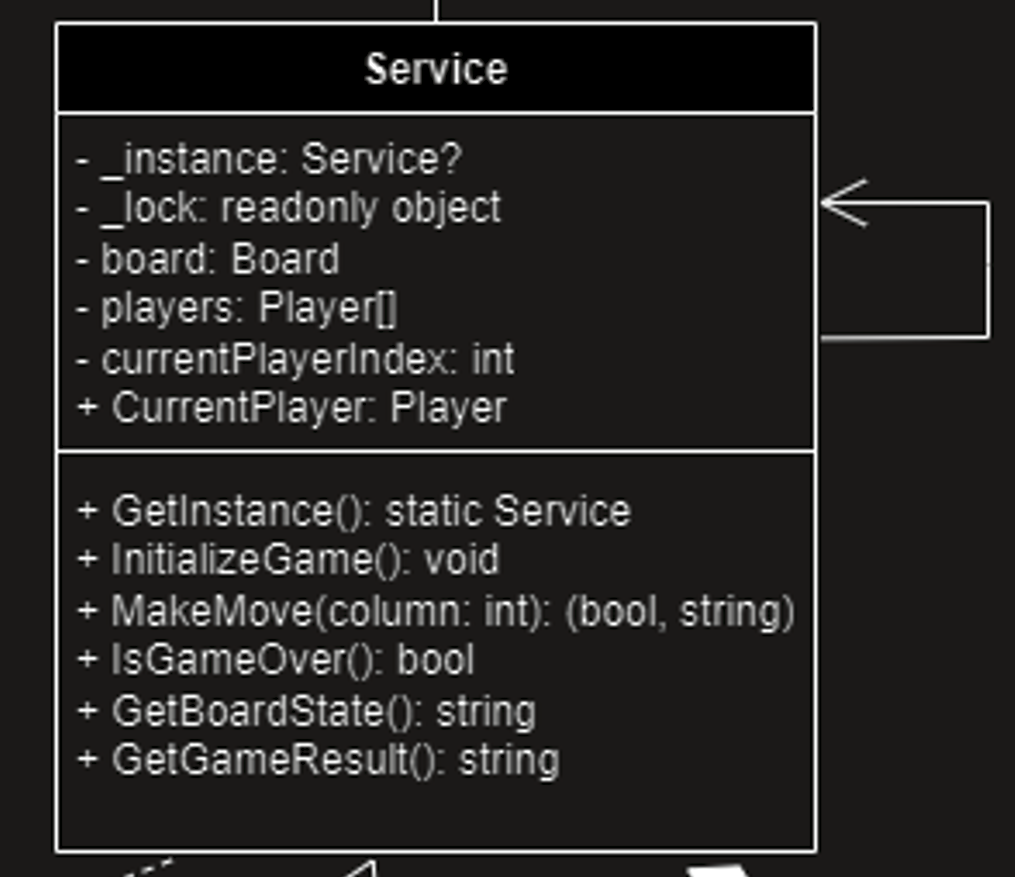 Service
- _instance: Service?
- _lock: readonly object
- board: Board
- players: Player[]
- currentPlayerIndex: int
+ CurrentPlayer: Player
+ GetInstance(): static Service
+ InitializeGame(): void
+ MakeMove(column: int): (bool, string)
+ IsGameOver(): bool
+ GetBoardState(): string
+ GetGameResult(): string